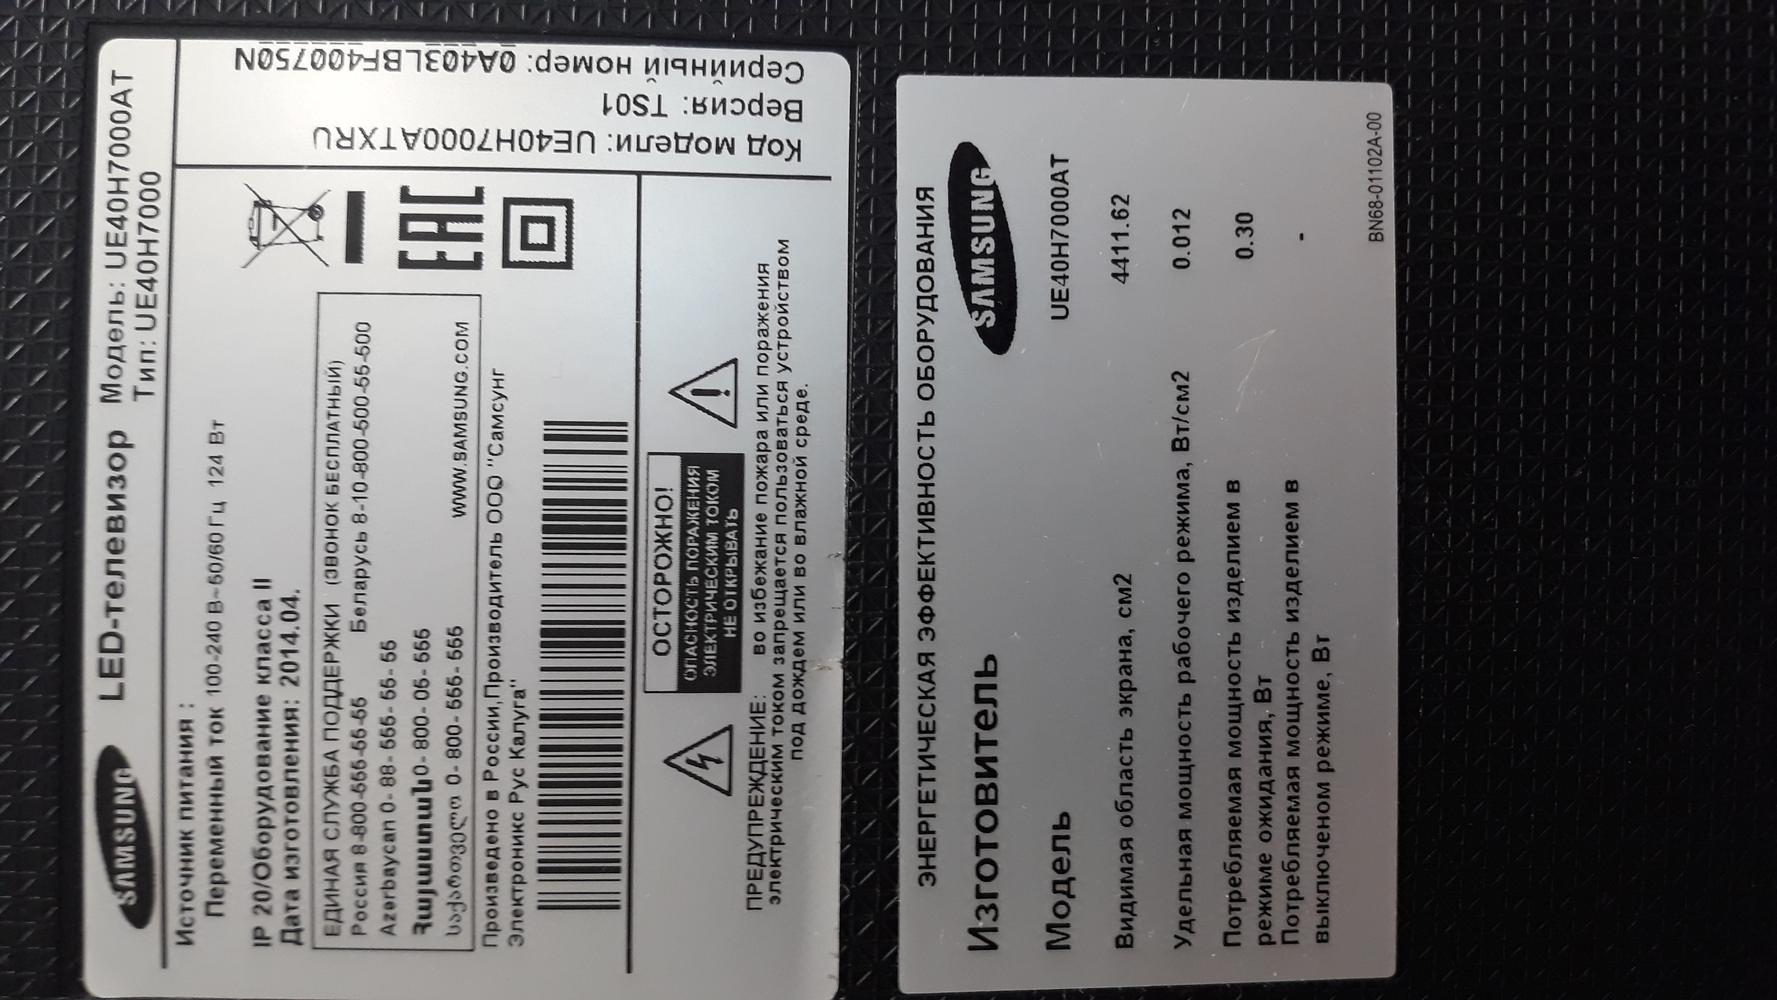 SAMSUNG
LED-телевизор Модель: UE40H7000AT
Тип: UE40H7000
Источник питания :
Переменный ток 100-240 В~50/60Гц 124 Вт
IP 20/Оборудование класса II
Дата изготовления: 2014.04.
ЕДИНАЯ СЛУЖБА ПОДДЕРЖКИ (ЗВОНОК БЕСПЛАТНЫЙ)
Россия 8-800-555-55-55 Беларусь 8-10-800-500-55-500
Azerbaycan 0- 88- 555- 55- 55
Հայաստան 0- 800- 05- 555
საქართველო 0- 800- 555- 555 WWW.SAMSUNG.COM
Произведено в России,Производитель ООО "Самсунг
Электроникс Рус Калуга"
EAC
Код модели: UE40H7000ATXRU
Версия: TS01
Серийный номер: 0A403LBF400750N
ОСТОРОЖНО!
ОПАСНОСТЬ ПОРАЖЕНИЯ
ЭЛЕКТРИЧЕСКИМ ТОКОМ
НЕ ОТКРЫВАТЬ
ПРЕДУПРЕЖДЕНИЕ: во избежание пожара или поражения
электрическим током запрещается пользоваться устройством
под дождем или во влажной среде.
ЭНЕРГЕТИЧЕСКАЯ ЭФФЕКТИВНОСТЬ ОБОРУДОВАНИЯ
Изготовитель SAMSUNG
Модель UE40H7000AT
Видимая область экрана, см2 4411.62
Удельная мощность рабочего режима, Вт/см2 0.012
Потребляемая мощность изделием в 0.30
режиме ожидания, Вт
Потребляемая мощность изделием в -
выключеном режиме, Вт
BN68-01102A-00